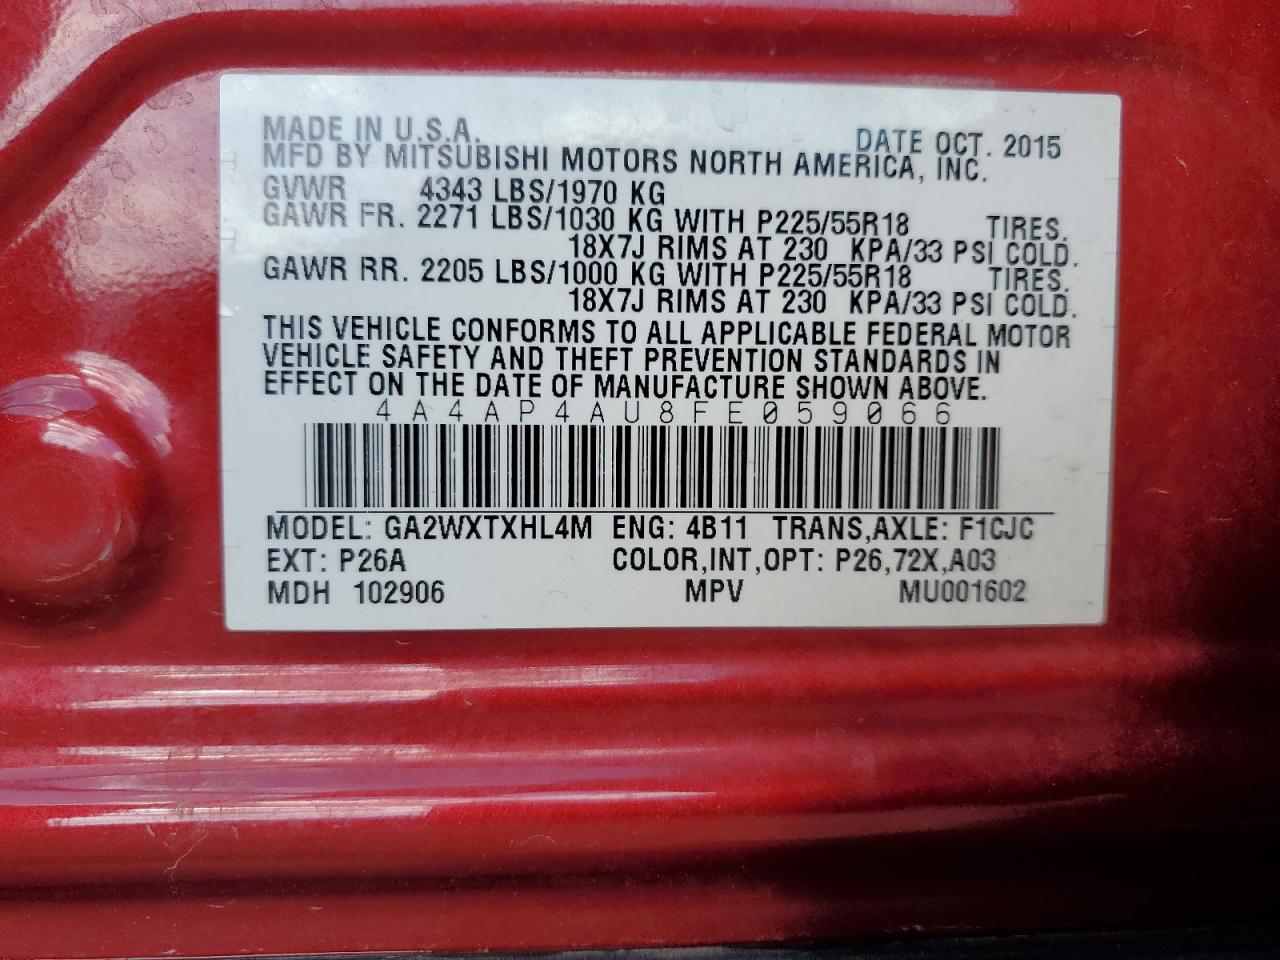 MADE IN U.S.A. DATE OCT. 2015
MFD BY MITSUBISHI MOTORS NORTH AMERICA, INC.
GVWR 4343 LBS/1970 KG
GAWR FR. 2271 LBS/1030 KG WITH P225/55R18 TIRES.
18X7J RIMS AT 230 KPA/33 PSI COLD.
GAWR RR. 2205 LBS/1000 KG WITH P225/55R18 TIRES.
18X7J RIMS AT 230 KPA/33 PSI COLD.
THIS VEHICLE CONFORMS TO ALL APPLICABLE FEDERAL MOTOR
VEHICLE SAFETY AND THEFT PREVENTION STANDARDS IN
EFFECT ON THE DATE OF MANUFACTURE SHOWN ABOVE.
4A4AP4AU8FE059066
MODEL: GA2WXTXHL4M ENG: 4B11 TRANS,AXLE: F1CJC
EXT: P26A COLOR,INT,OPT: P26,72X,A03
MDH 102906 MPV MU001602